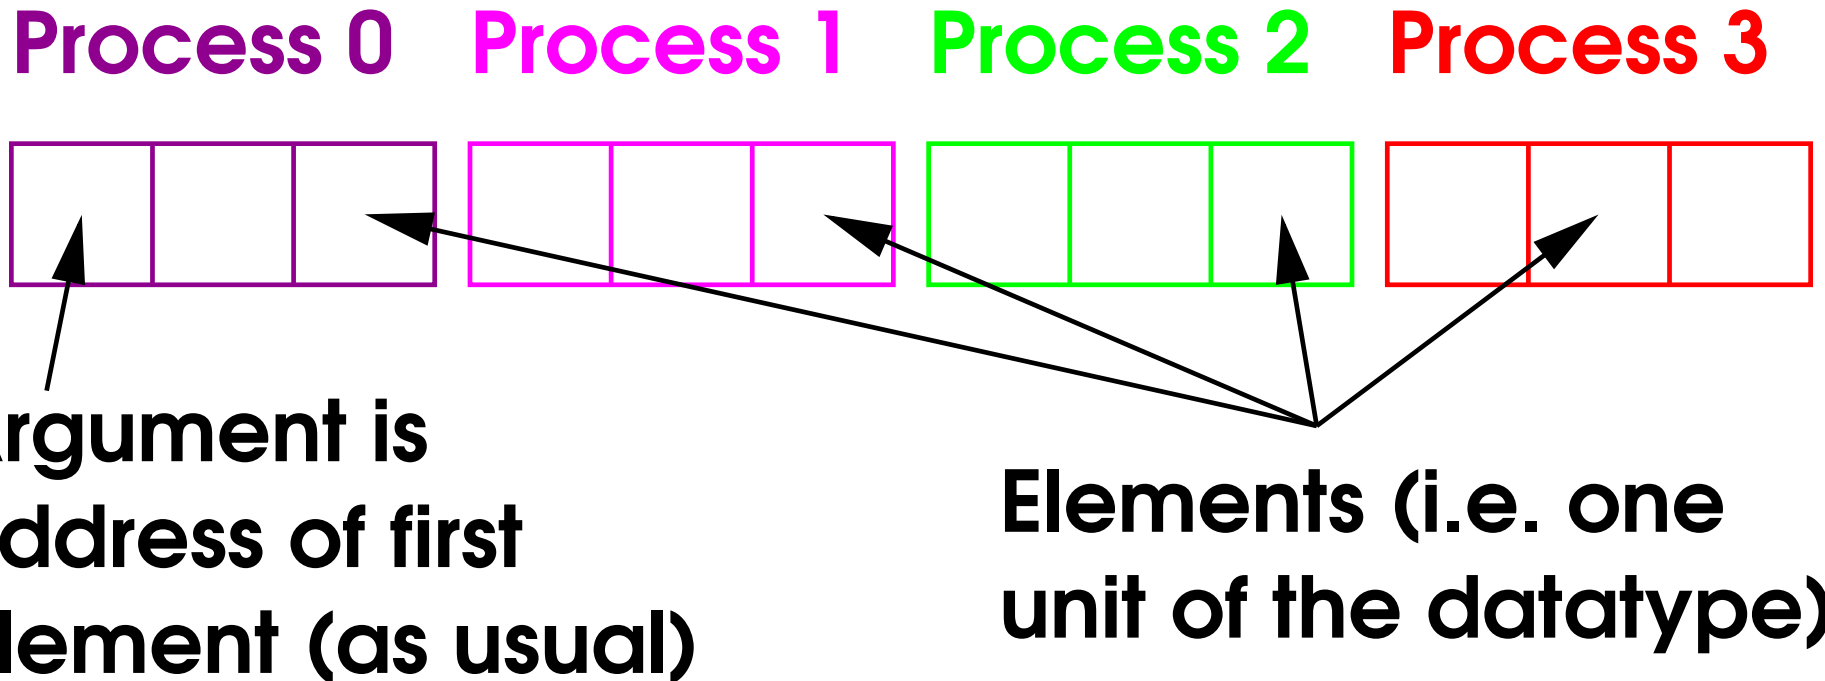 Process 0 Process 1 Process 2 Process 3
Argument is
ddress of first
lement (as usual)
Elements (i.e. one
unit of the datatype)